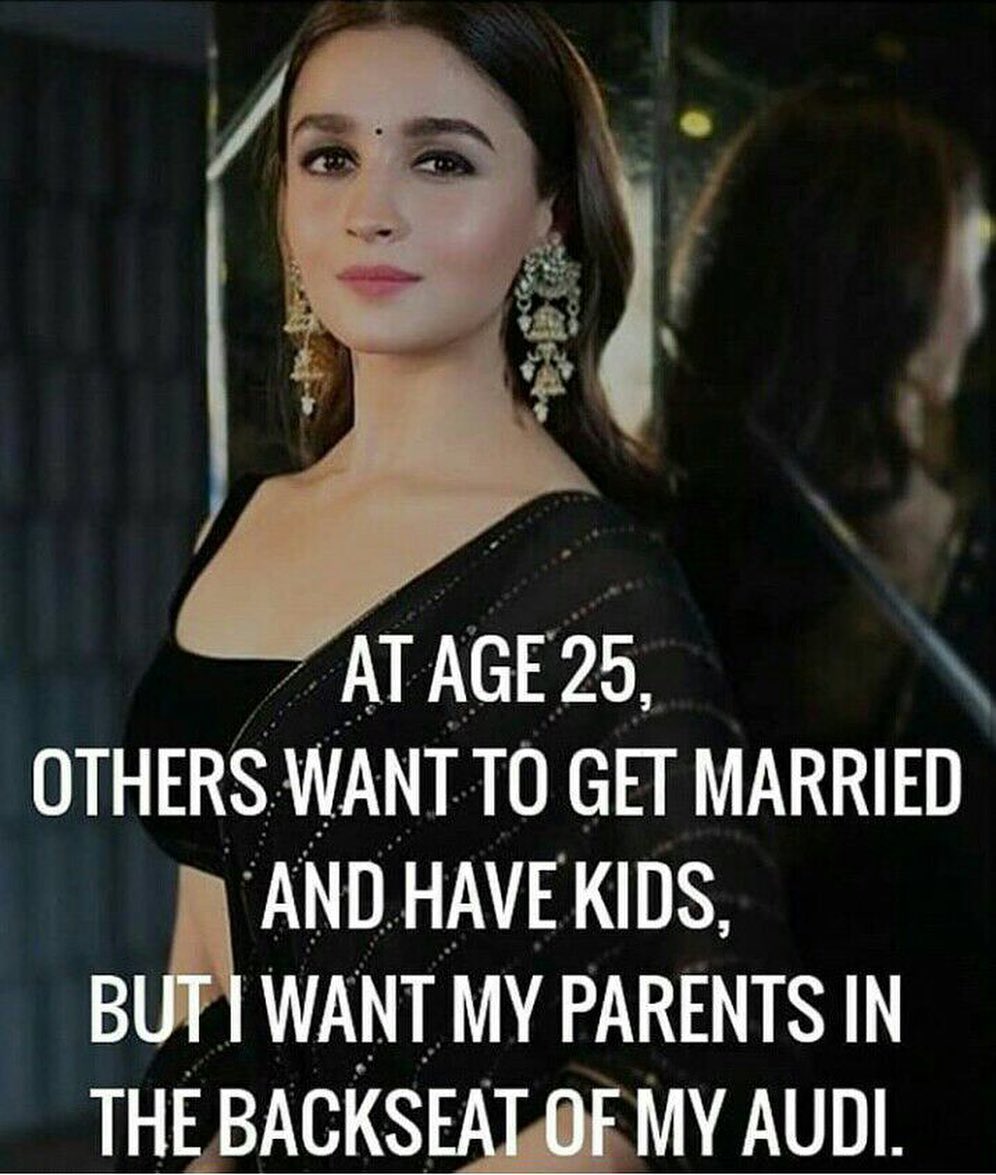 AT AGE 25,
OTHERS WANT TO GET MARRIED
AND HAVE KIDS,
BUT I WANT MY PARENTS IN
THE BACKSEAT OF MY AUDI.